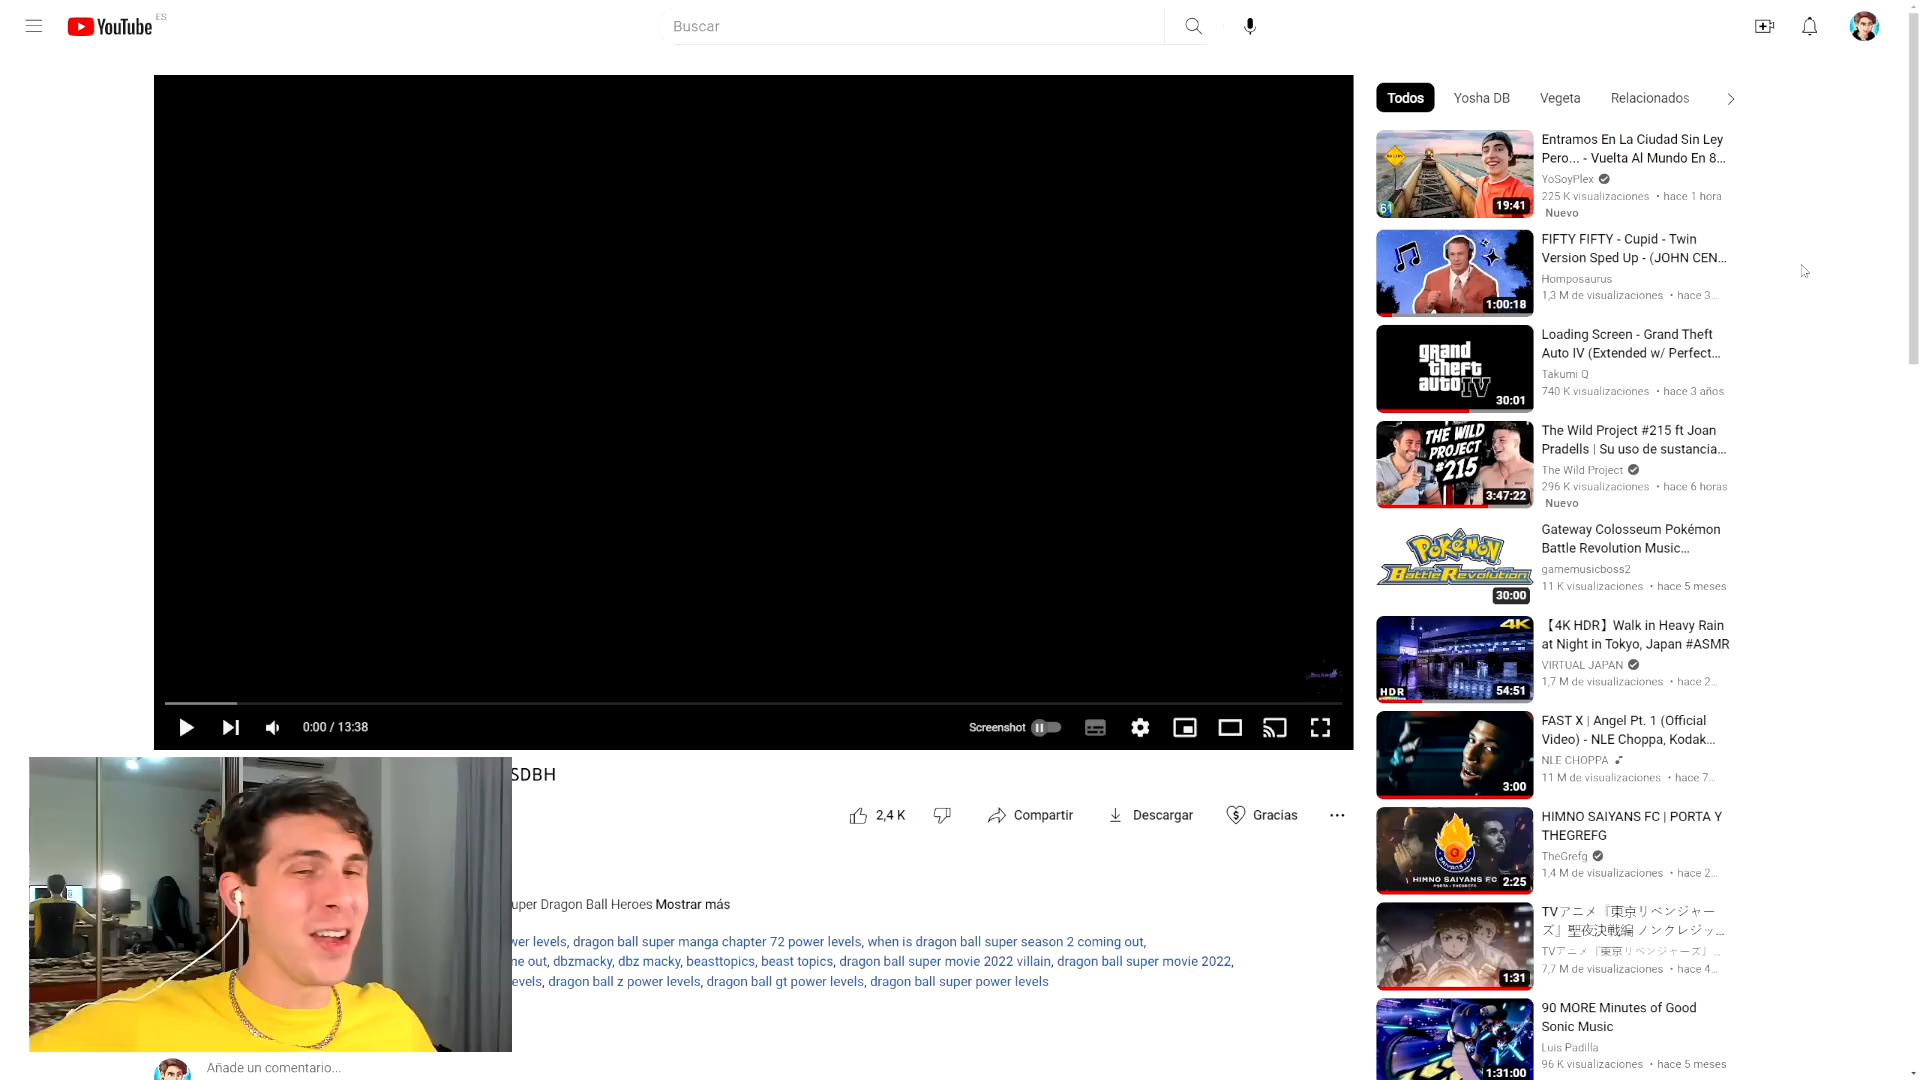 YouTube ES
Buscar
0:00 / 13:38
Screenshot
SDBH
2,4 K
Compartir
Descargar
Gracias
uper Dragon Ball Heroes Mostrar más
wer levels, dragon ball super manga chapter 72 power levels, when is dragon ball super season 2 coming out,
ne out, dbzmacky, dbz macky, beasttopics, beast topics, dragon ball super movie 2022 villain, dragon ball super movie 2022,
evels, dragon ball z power levels, dragon ball gt power levels, dragon ball super power levels
Añade un comentario...
Todos
Yosha DB
Vegeta
Relacionados
61
19:41
Entramos En La Ciudad Sin Ley
Pero... - Vuelta Al Mundo En 8...
YoSoyPlex
225 K visualizaciones • hace 1 hora
Nuevo
1:00:18
FIFTY FIFTY - Cupid - Twin
Version Sped Up - (JOHN CEN...
Homposaurus
1,3 M de visualizaciones • hace 3...
grand
theft
auto IV
30:01
Loading Screen - Grand Theft
Auto IV (Extended w/ Perfect...
Takumi Q
740 K visualizaciones • hace 3 años
THE WILD
PROJECT
#215
3:47:22
The Wild Project #215 ft Joan
Pradells | Su uso de sustancia...
The Wild Project
296 K visualizaciones • hace 6 horas
Nuevo
POKéMON
Battle Revolution
30:00
Gateway Colosseum Pokémon
Battle Revolution Music...
gamemusicboss2
11 K visualizaciones • hace 5 meses
4K
HDR
54:51
【4K HDR】Walk in Heavy Rain
at Night in Tokyo, Japan #ASMR
VIRTUAL JAPAN
1,7 M de visualizaciones • hace 2...
3:00
FAST X | Angel Pt. 1 (Official
Video) - NLE Choppa, Kodak...
NLE CHOPPA
11 M de visualizaciones • hace 7...
HIMNO SAIYANS FC
PORTA - THEGREFG
2:25
HIMNO SAIYANS FC | PORTA Y
THEGREFG
TheGrefg
1,4 M de visualizaciones • hace 2...
1:31
TVアニメ『東京リベンジャー
ズ』聖夜決戦編 ノンクレジッ...
TVアニメ『東京リベンジャーズ』...
7,7 M de visualizaciones • hace 4...
1:31:00
90 MORE Minutes of Good
Sonic Music
Luis Padilla
96 K visualizaciones • hace 5 meses